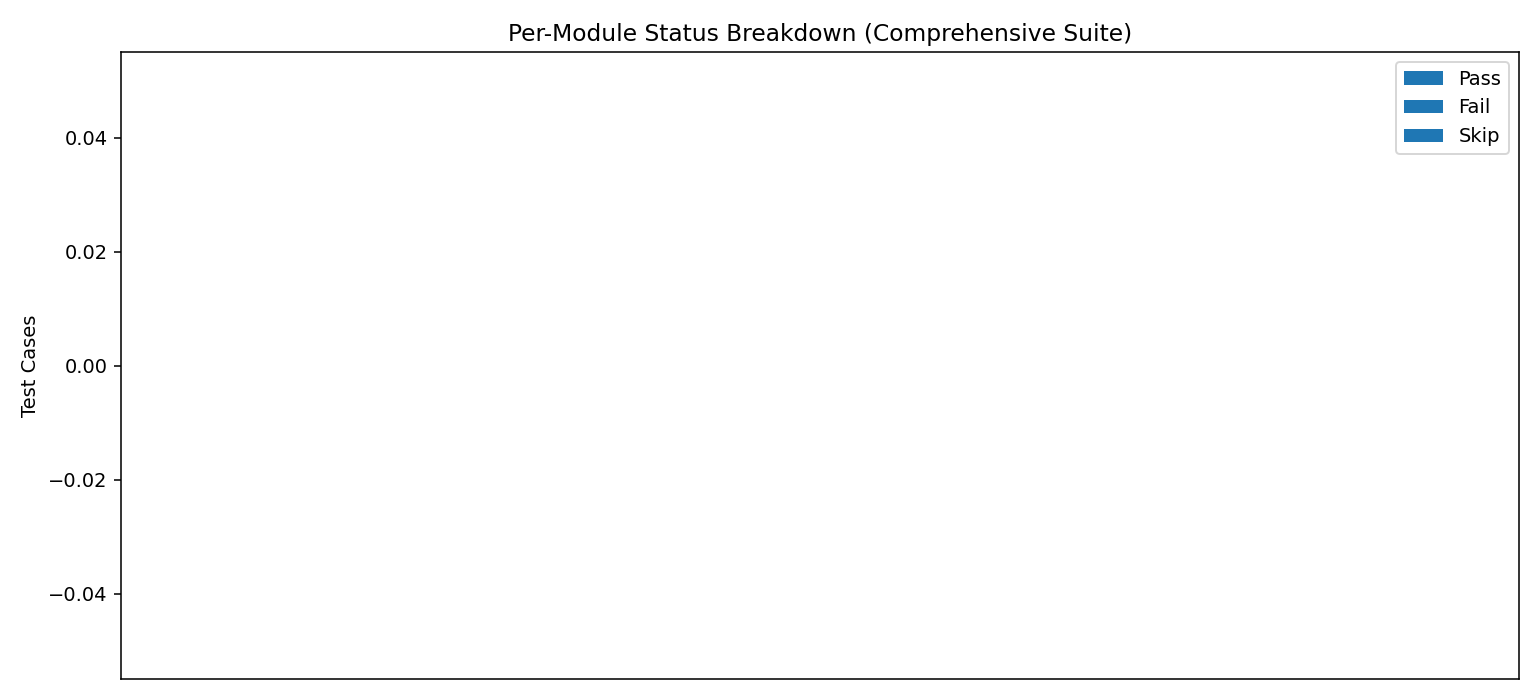 Per-Module Status Breakdown (Comprehensive Suite)
Pass
Fail
Skip
0.04
0.02
0.00
−0.02
−0.04
Test Cases